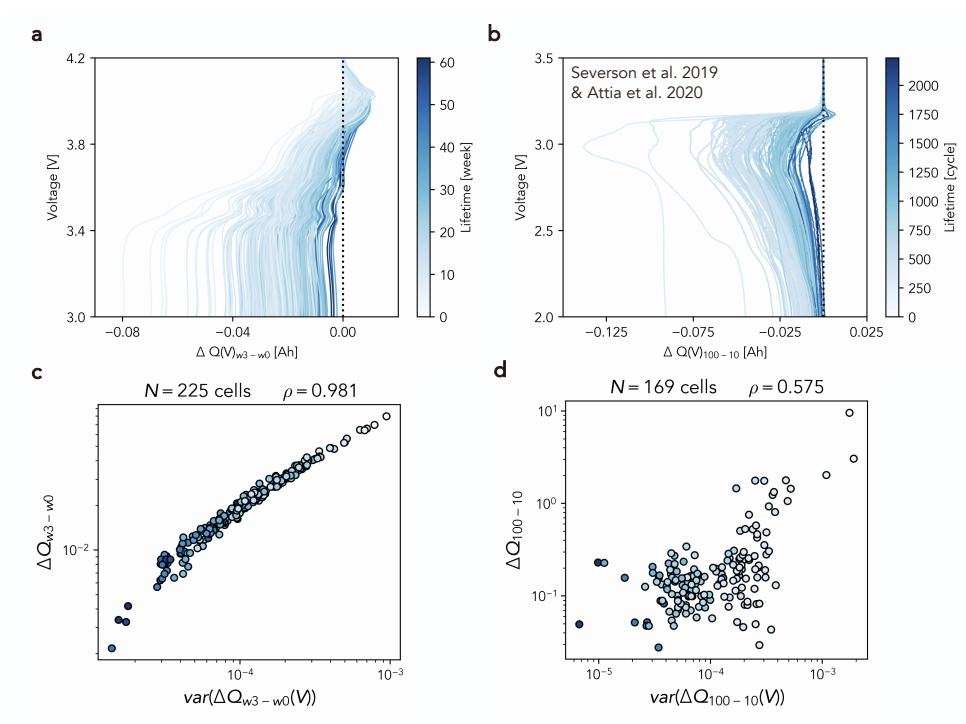 a
4.2
3.8
3.4
3.0
Voltage [V]
−0.08
−0.04
0.00
Δ Q(V)w3 − w0 [Ah]
60
50
40
30
20
10
0
Lifetime [week]
b
Severson et al. 2019
& Attia et al. 2020
3.5
3.0
2.5
2.0
Voltage [V]
−0.125
−0.075
−0.025
0.025
Δ Q(V)100 − 10 [Ah]
2000
1750
1500
1250
1000
750
500
250
0
Lifetime [cycle]
c
N = 225 cells ρ = 0.981
10−2
ΔQw3 − w0
10−4
10−3
var(ΔQw3 − w0(V))
d
N = 169 cells ρ = 0.575
101
100
10−1
ΔQ100 − 10
10−5
10−4
10−3
var(ΔQ100 − 10(V))